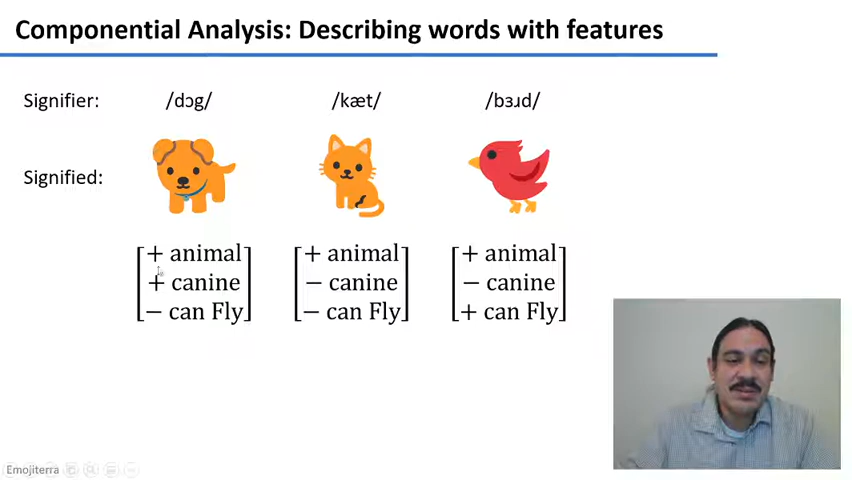 Componential Analysis: Describing words with features
Signifier: /dɔg/ /kæt/ /bɜɹd/
Signified:
+ animal + animal + animal
+ canine − canine − canine
− can Fly − can Fly + can Fly
Emojiterra